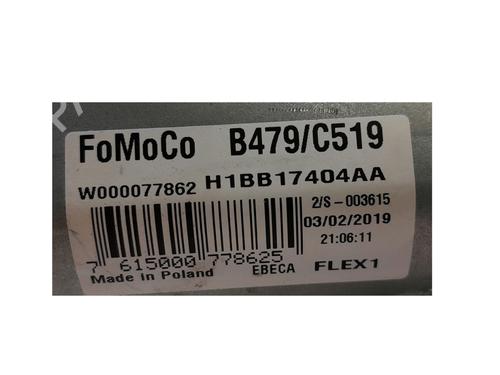 FoMoCo B479/C519
W000077862 H1BB17404AA
2/S-003615
03/02/2019
21:06:11
7 615000 778625
Made in Poland EBECA FLEX1